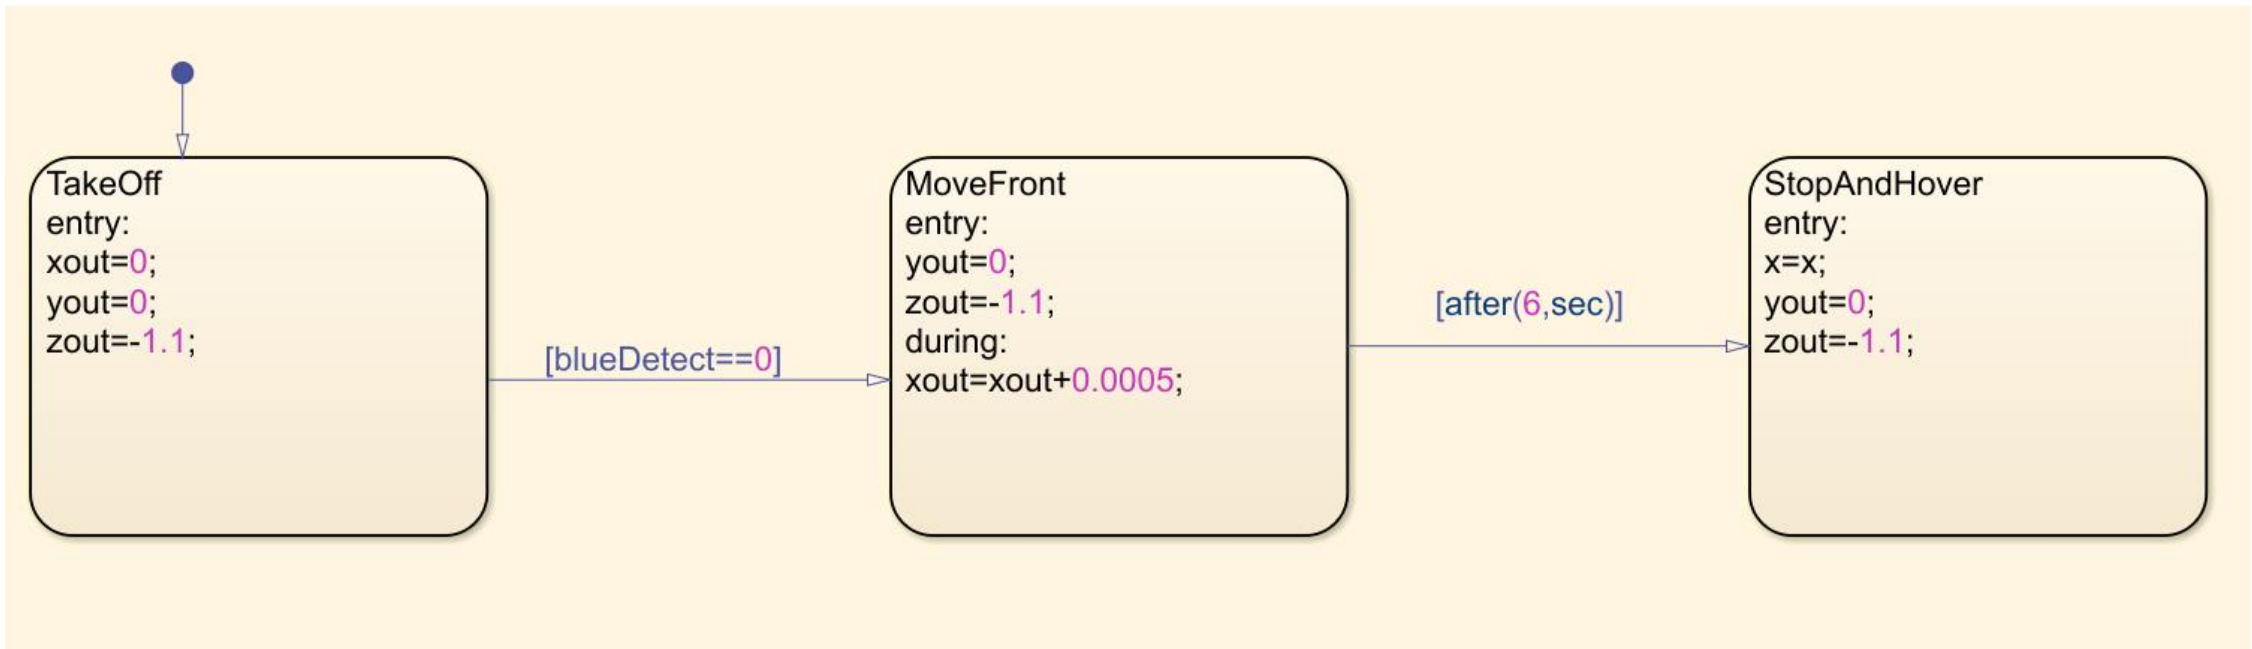 TakeOff
entry:
xout=0;
yout=0;
zout=-1.1;
[blueDetect==0]
MoveFront
entry:
yout=0;
zout=-1.1;
during:
xout=xout+0.0005;
[after(6,sec)]
StopAndHover
entry:
x=x;
yout=0;
zout=-1.1;